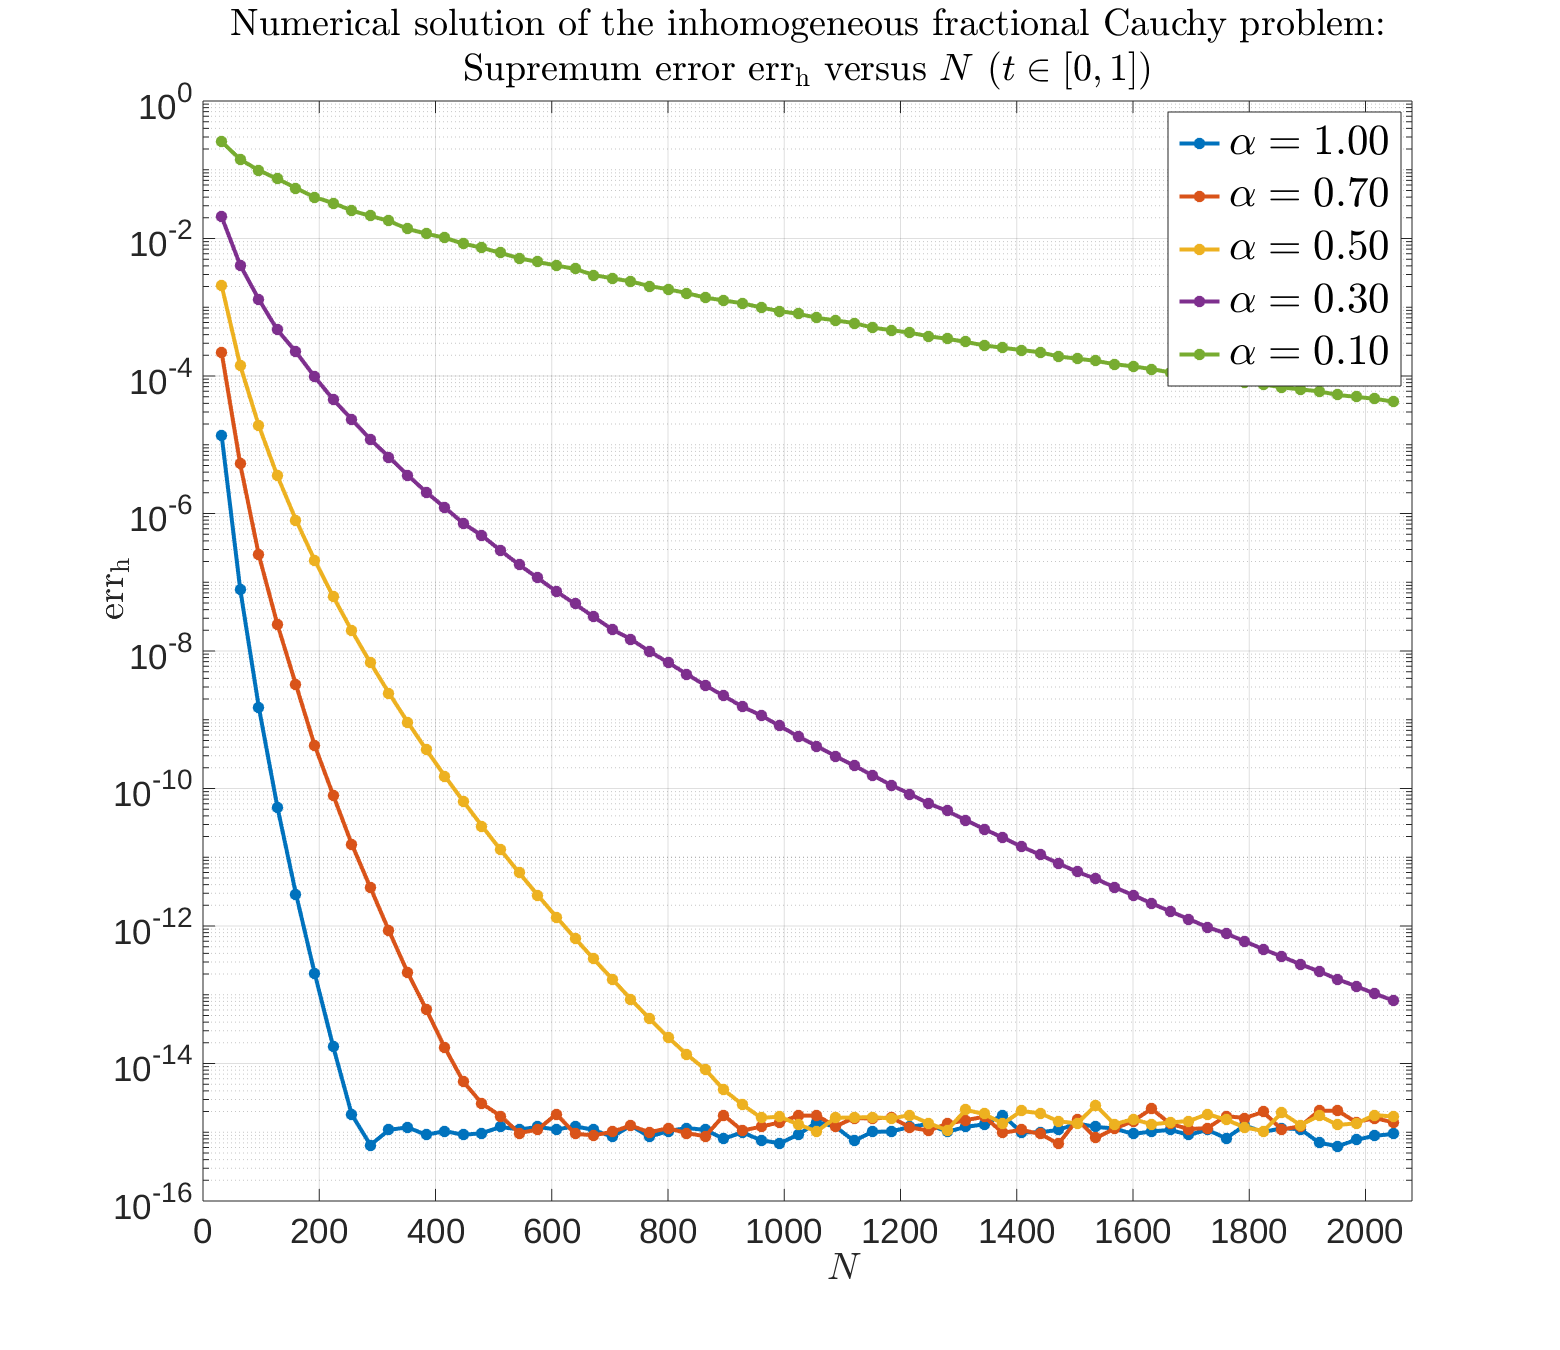 Numerical solution of the inhomogeneous fractional Cauchy problem:
Supremum error err_h versus N (t ∈ [0, 1])
10^0
10^-2
10^-4
10^-6
10^-8
10^-10
10^-12
10^-14
10^-16
err_h
α = 1.00
α = 0.70
α = 0.50
α = 0.30
α = 0.10
0 200 400 600 800 1000 1200 1400 1600 1800 2000
N